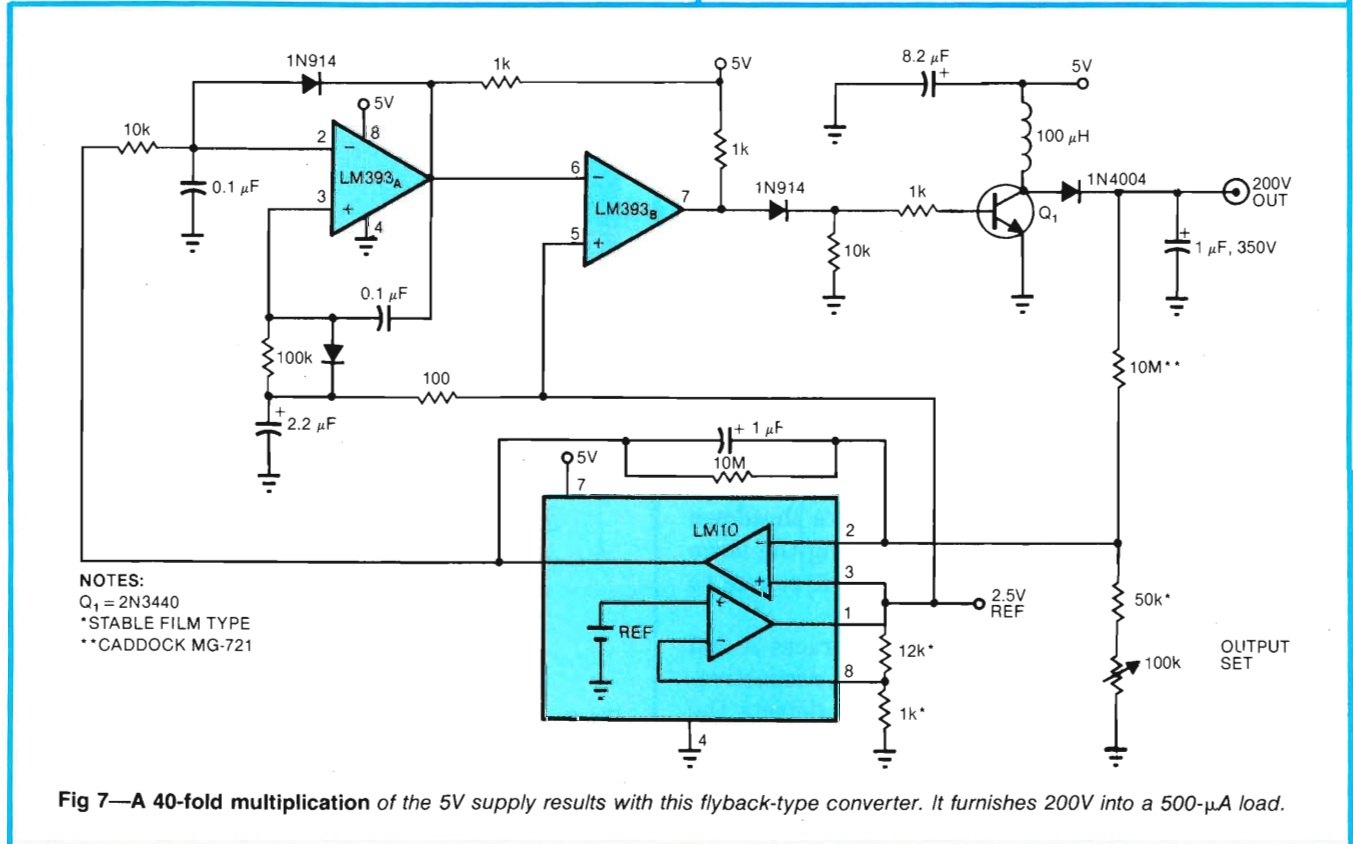 1N914
1k
5V
8.2 µF
+
5V
5V
8
10k
2
−
LM393A
3
+
4
0.1 µF
1k
100 µH
6
−
LM393B
5
+
7
1N914
1k
Q1
1N4004
200V
OUT
+
1 µF, 350V
10k
0.1 µF
100k
100
+
2.2 µF
10M**
+ 1 µF
10M
5V
7
LM10
−
+
2
3
2.5V
REF
1
+
−
REF
12k*
8
1k*
4
50k*
100k
OUTPUT
SET
NOTES:
Q1 = 2N3440
*STABLE FILM TYPE
**CADDOCK MG-721
Fig 7—A 40-fold multiplication of the 5V supply results with this flyback-type converter. It furnishes 200V into a 500-µA load.